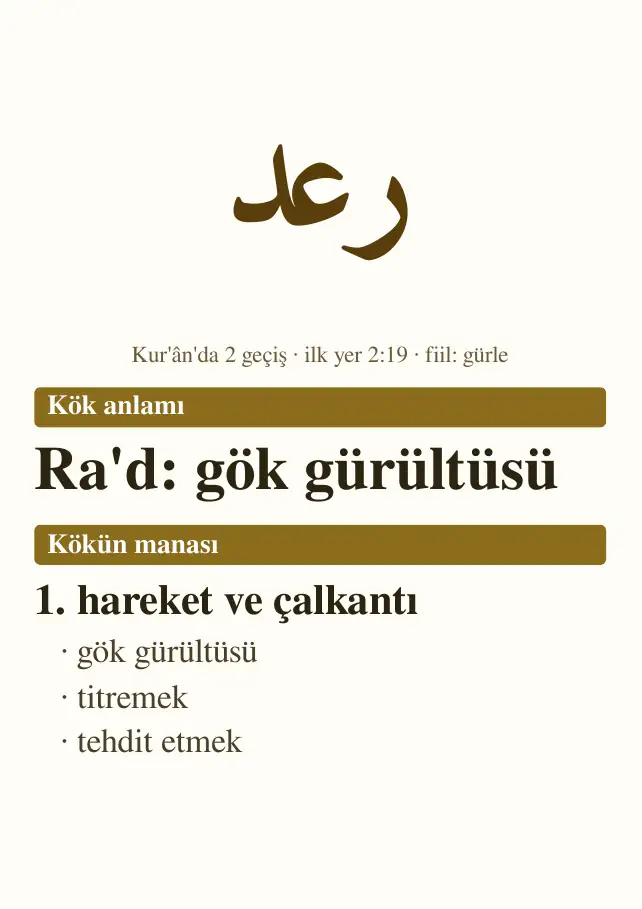 رعد
Kur'ân'da 2 geçiş · ilk yer 2:19 · fiil: gürle
Kök anlamı
Ra'd: gök gürültüsü
Kökün manası
1. hareket ve çalkantı
· gök gürültüsü
· titremek
· tehdit etmek